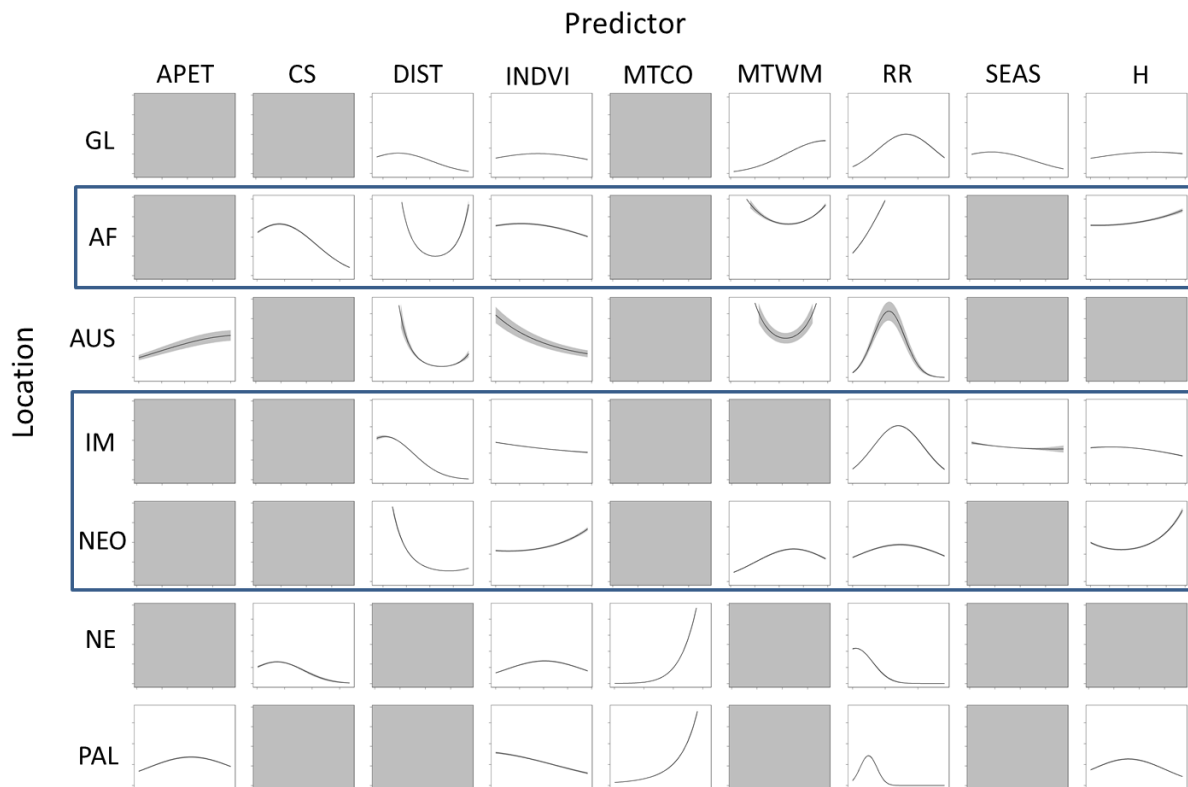 Predictor
APET CS DIST INDVI MTCO MTWM RR SEAS H
Location
GL
AF
AUS
IM
NEO
NE
PAL